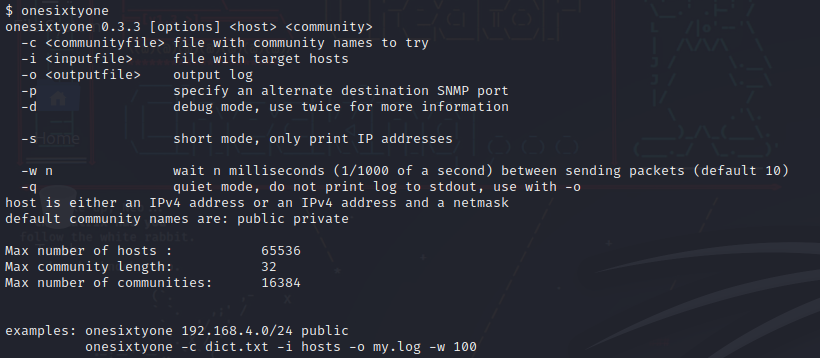 $ onesixtyone
onesixtyone 0.3.3 [options] <host> <community>
-c <communityfile> file with community names to try
-i <inputfile> file with target hosts
-o <outputfile> output log
-p specify an alternate destination SNMP port
-d debug mode, use twice for more information
-s short mode, only print IP addresses
Home
-w n wait n milliseconds (1/1000 of a second) between sending packets (default 10)
-q quiet mode, do not print log to stdout, use with -o
host is either an IPv4 address or an IPv4 address and a netmask
default community names are: public private
Follow the white rabbit.
Max number of hosts : 65536
Max community length: 32
Max number of communities: 16384
examples: onesixtyone 192.168.4.0/24 public
onesixtyone -c dict.txt -i hosts -o my.log -w 100